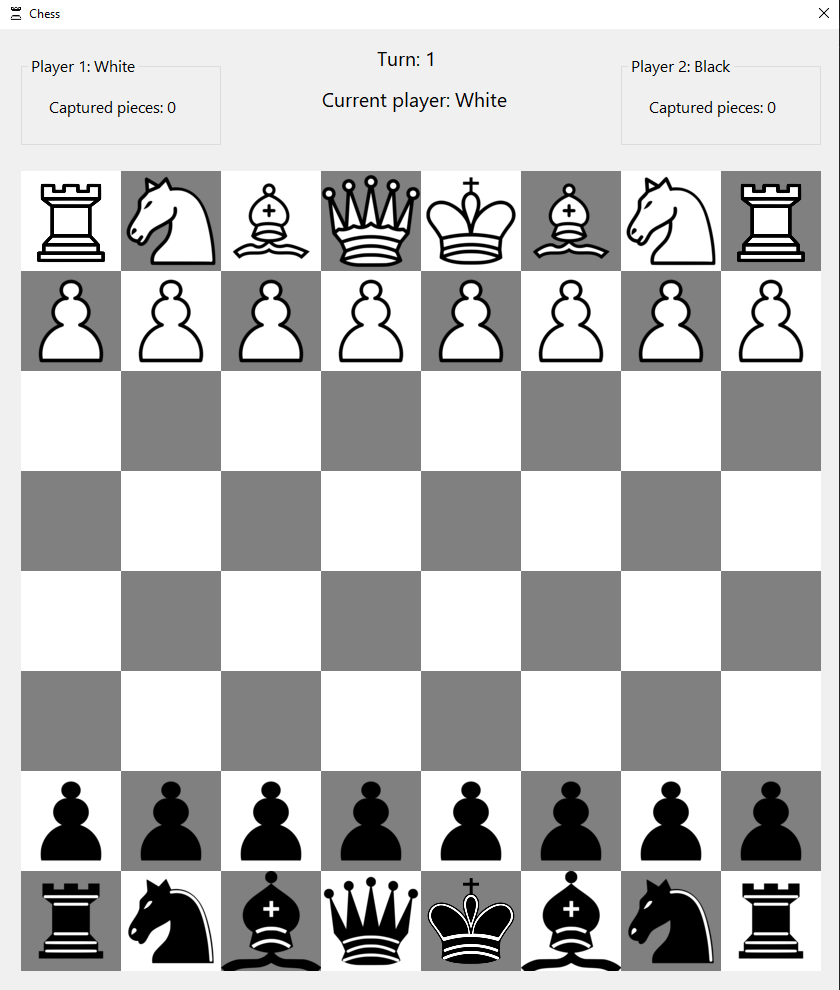 Chess
Player 1: White
Captured pieces: 0
Turn: 1
Current player: White
Player 2: Black
Captured pieces: 0